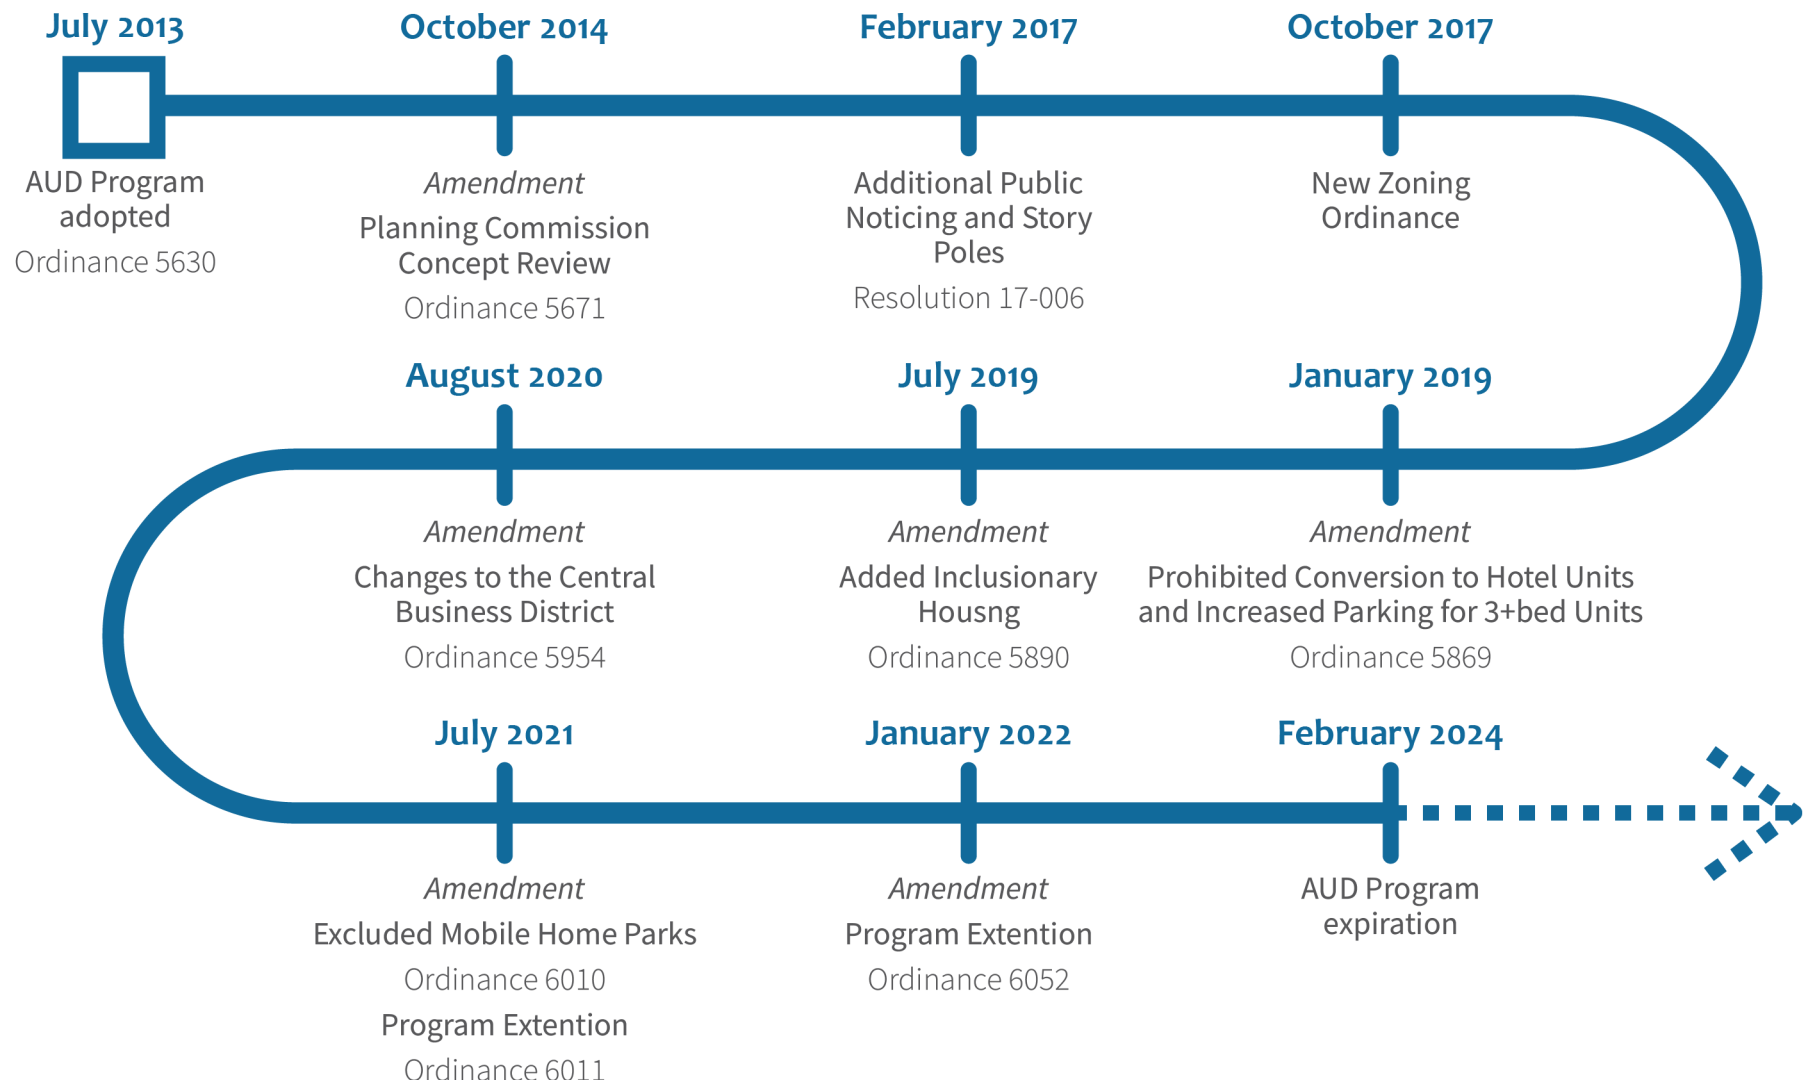 July 2013
AUD Program
adopted
Ordinance 5630
October 2014
Amendment
Planning Commission
Concept Review
Ordinance 5671
February 2017
Additional Public
Noticing and Story
Poles
Resolution 17-006
October 2017
New Zoning
Ordinance
January 2019
Amendment
Prohibited Conversion to Hotel Units
and Increased Parking for 3+bed Units
Ordinance 5869
July 2019
Amendment
Added Inclusionary
Housng
Ordinance 5890
August 2020
Amendment
Changes to the Central
Business District
Ordinance 5954
July 2021
Amendment
Excluded Mobile Home Parks
Ordinance 6010
Program Extention
Ordinance 6011
January 2022
Amendment
Program Extention
Ordinance 6052
February 2024
AUD Program
expiration